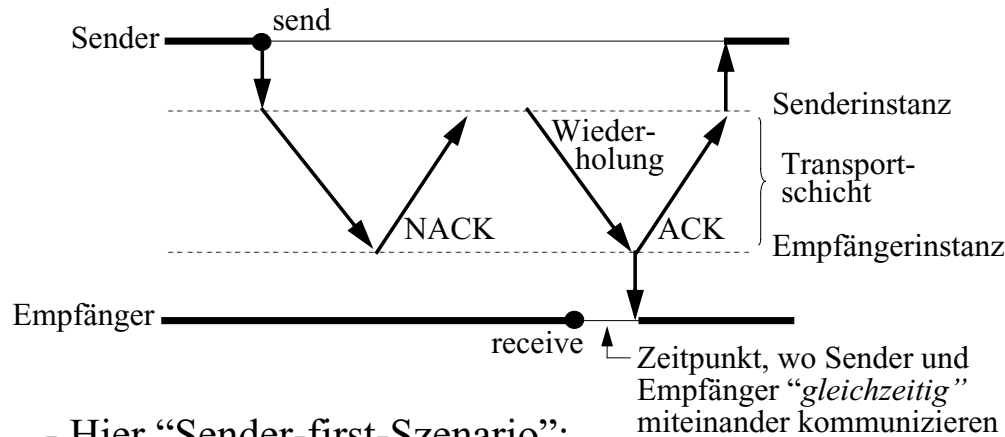 send
Sender
Senderinstanz
Wieder-
holung
Transport-
schicht
NACK
ACK
Empfängerinstanz
Empfänger
receive
Zeitpunkt, wo Sender und
Empfänger “gleichzeitig”
miteinander kommunizieren
- Hier “Sender-first-Szenario”: